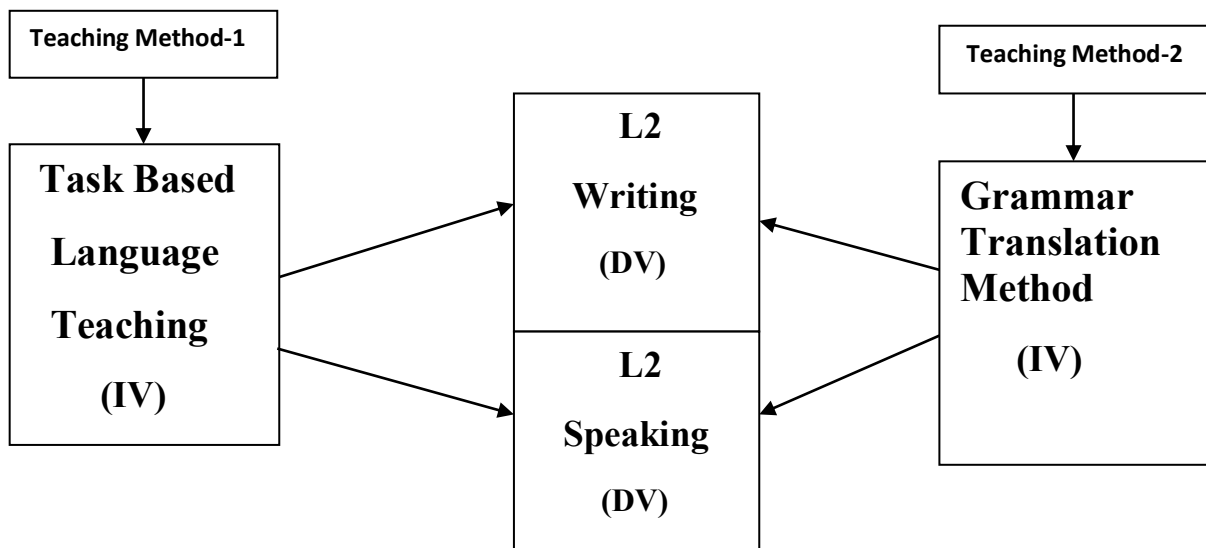 Teaching Method-1
Task Based
Language
Teaching
(IV)
L2
Writing
(DV)
L2
Speaking
(DV)
Teaching Method-2
Grammar
Translation
Method
(IV)